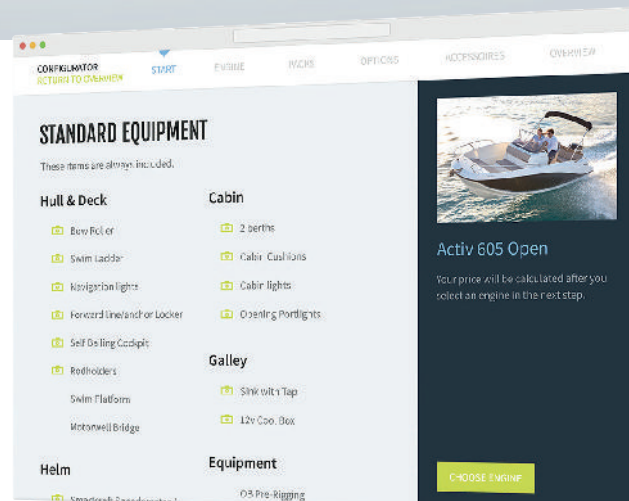 CONFIGURATOR
RETURN TO OVERVIEW
START
ENGINE
PACKS
OPTIONS
ACCESSOIRES
OVERVIEW
STANDARD EQUIPMENT
These items are always included.
Hull & Deck
Bow Roller
Swim Ladder
Navigation lights
Forward line/anchor Locker
Self Bailing Cockpit
Rodholders
Swim Platform
Motorwell Bridge
Helm
Cabin
2 berths
Cabin Cushions
Cabin lights
Opening Portlights
Galley
Sink with Tap
12v Cool Box
Equipment
OB Pre-Rigging
Activ 605 Open
Your price will be calculated after you
select an engine in the next step.
CHOOSE ENGINE